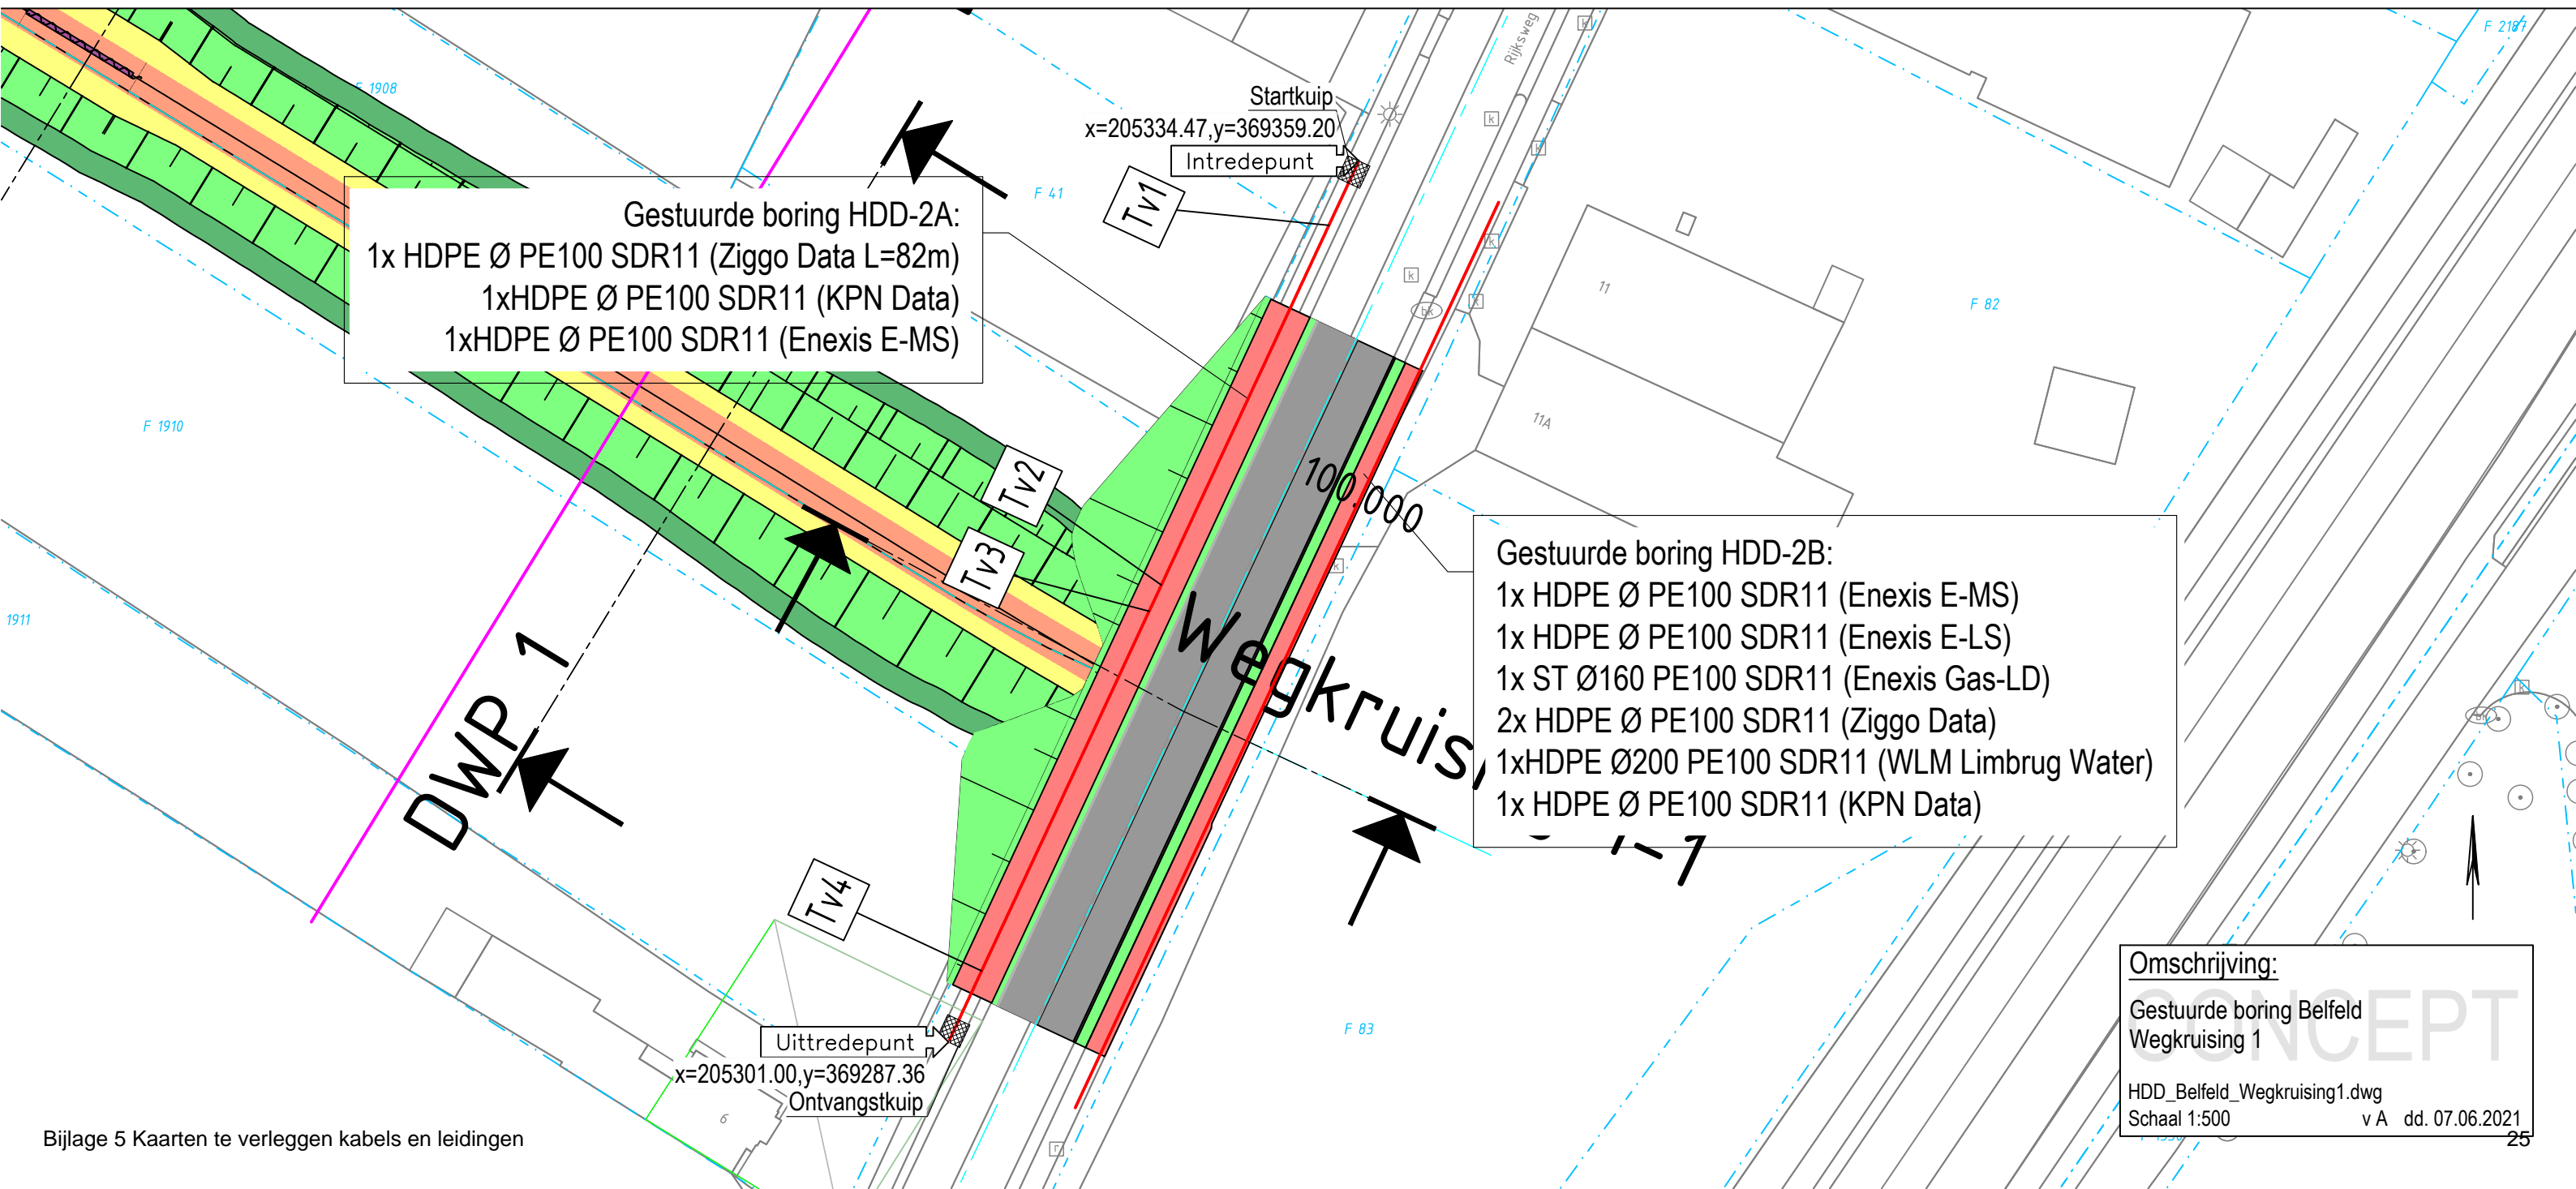 F 2187
Rijksweg
k
F 1908
Startkuip
x=205334.47,y=369359.20
Intredepunt
k
k
F 41
Tv1
Gestuurde boring HDD-2A:
1x HDPE Ø PE100 SDR11 (Ziggo Data L=82m)
1xHDPE Ø PE100 SDR11 (KPN Data)
1xHDPE Ø PE100 SDR11 (Enexis E-MS)
k
k
k
bk
11
F 82
11A
F 1910
Tv2
100.000
Tv3
k
Gestuurde boring HDD-2B:
1x HDPE Ø PE100 SDR11 (Enexis E-MS)
1x HDPE Ø PE100 SDR11 (Enexis E-LS)
1x ST Ø160 PE100 SDR11 (Enexis Gas-LD)
2x HDPE Ø PE100 SDR11 (Ziggo Data)
1xHDPE Ø200 PE100 SDR11 (WLM Limbrug Water)
1x HDPE Ø PE100 SDR11 (KPN Data)
1911
DWP 1
Wegkruis
1-1
k
Tv4
Uittredepunt
x=205301.00,y=369287.36
Ontvangstkuip
F 83
6
r
Omschrijving:
CONCEPT
Gestuurde boring Belfeld
Wegkruising 1
HDD_Belfeld_Wegkruising1.dwg
Schaal 1:500 v A dd. 07.06.2021
Bijlage 5 Kaarten te verleggen kabels en leidingen
25